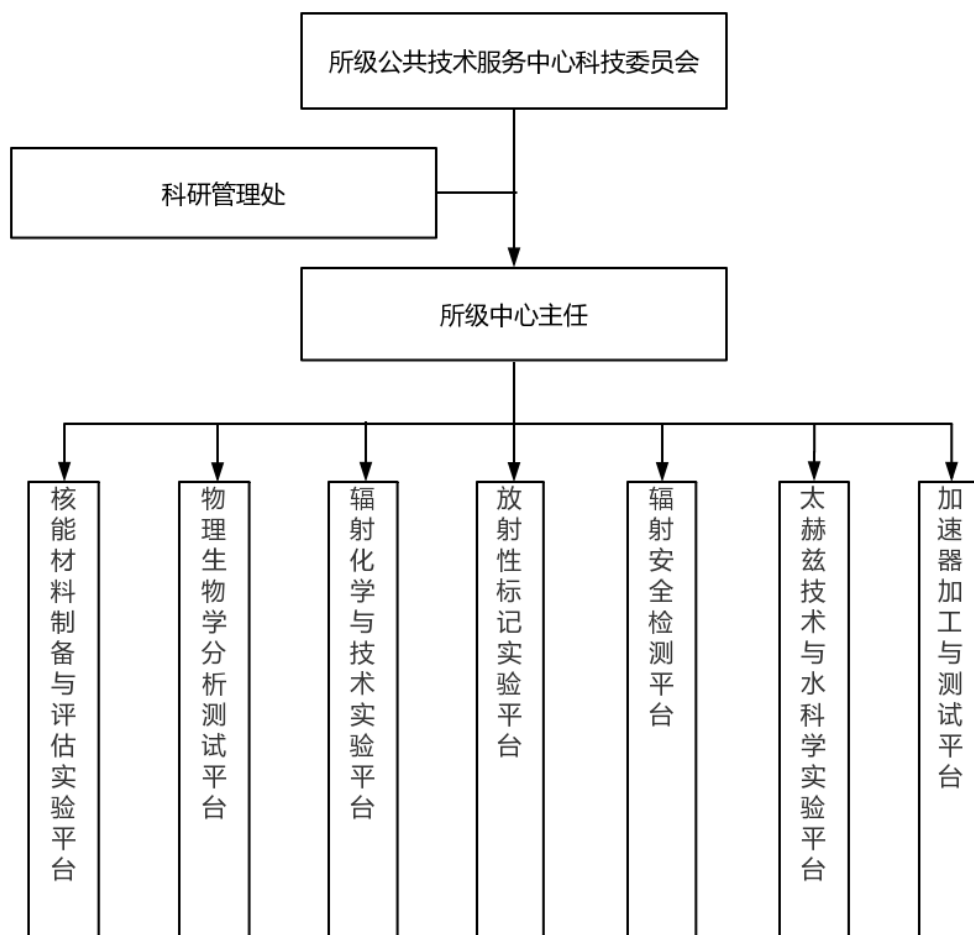 所级公共技术服务中心科技委员会
科研管理处
所级中心主任
核能材料制备与评估实验平台
物理生物学分析测试平台
辐射化学与技术实验平台
放射性标记实验平台
辐射安全检测平台
太赫兹技术与水科学实验平台
加速器加工与测试平台